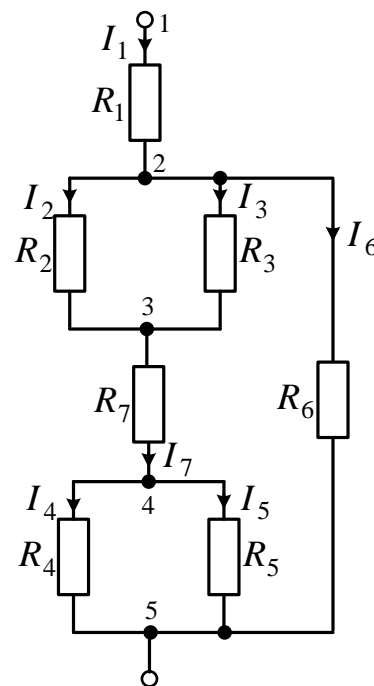 1
I₁
R₁
2
I₂ I₃
I₆
R₂ R₃
3
R₇ R₆
I₇
I₄ 4 I₅
R₄ R₅
5